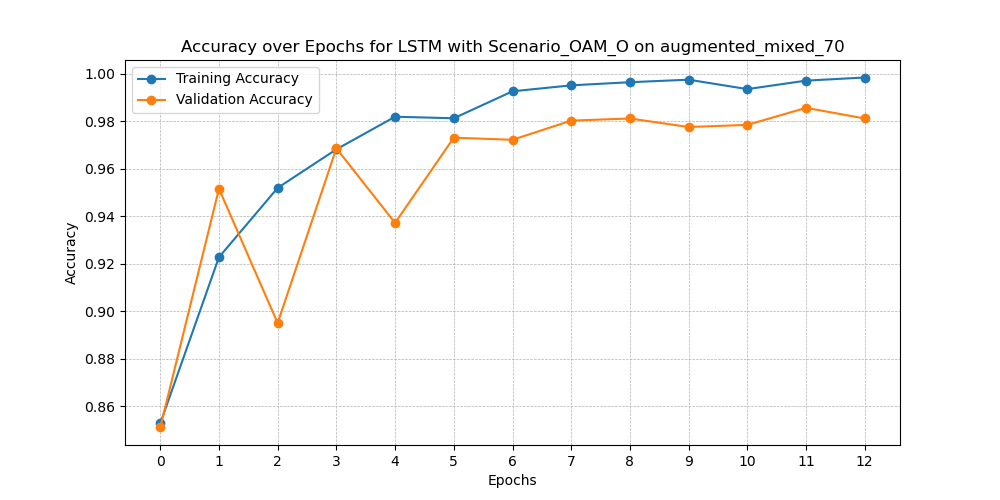 Accuracy over Epochs for LSTM with Scenario_OAM_O on augmented_mixed_70
Training Accuracy
Validation Accuracy
Accuracy
1.00
0.98
0.96
0.94
0.92
0.90
0.88
0.86
0 1 2 3 4 5 6 7 8 9 10 11 12
Epochs